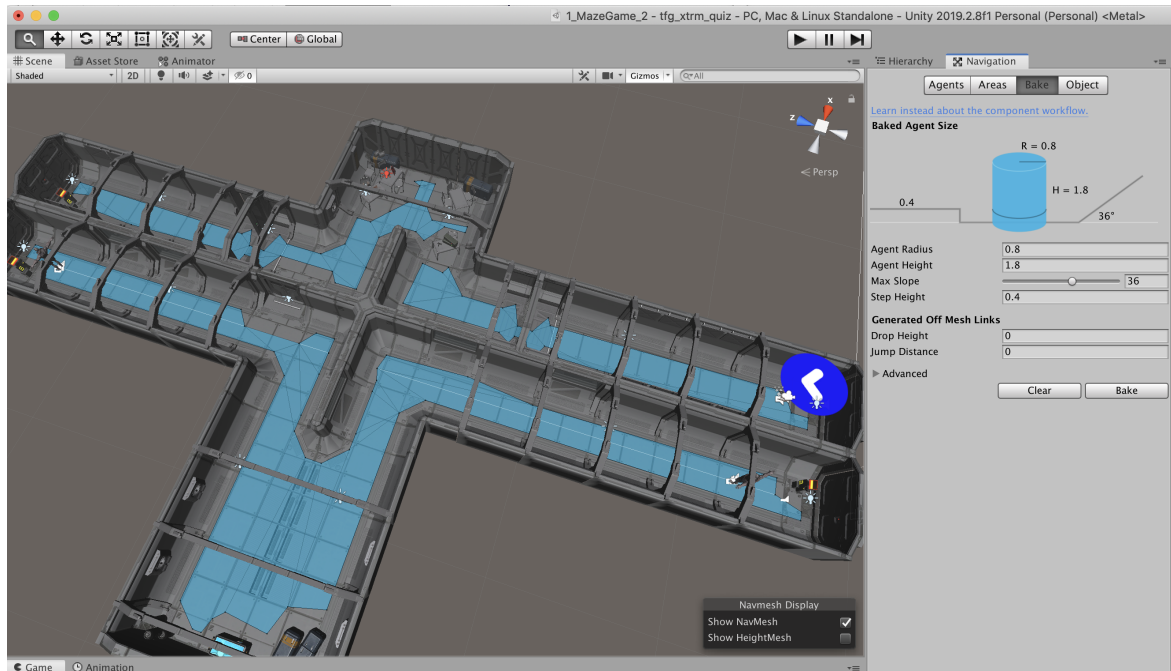 1_MazeGame_2 - tfg_xtrm_quiz - PC, Mac & Linux Standalone - Unity 2019.2.8f1 Personal (Personal) <Metal>
Center Global
Scene Asset Store Animator
Shaded 2D 0 Gizmos All
x
z
Persp
Navmesh Display
Show NavMesh
Show HeightMesh
Game Animation
Hierarchy Navigation
Agents Areas Bake Object
Learn instead about the component workflow.
Baked Agent Size
R = 0.8
H = 1.8
0.4
36°
Agent Radius 0.8
Agent Height 1.8
Max Slope 36
Step Height 0.4
Generated Off Mesh Links
Drop Height 0
Jump Distance 0
Advanced
Clear Bake